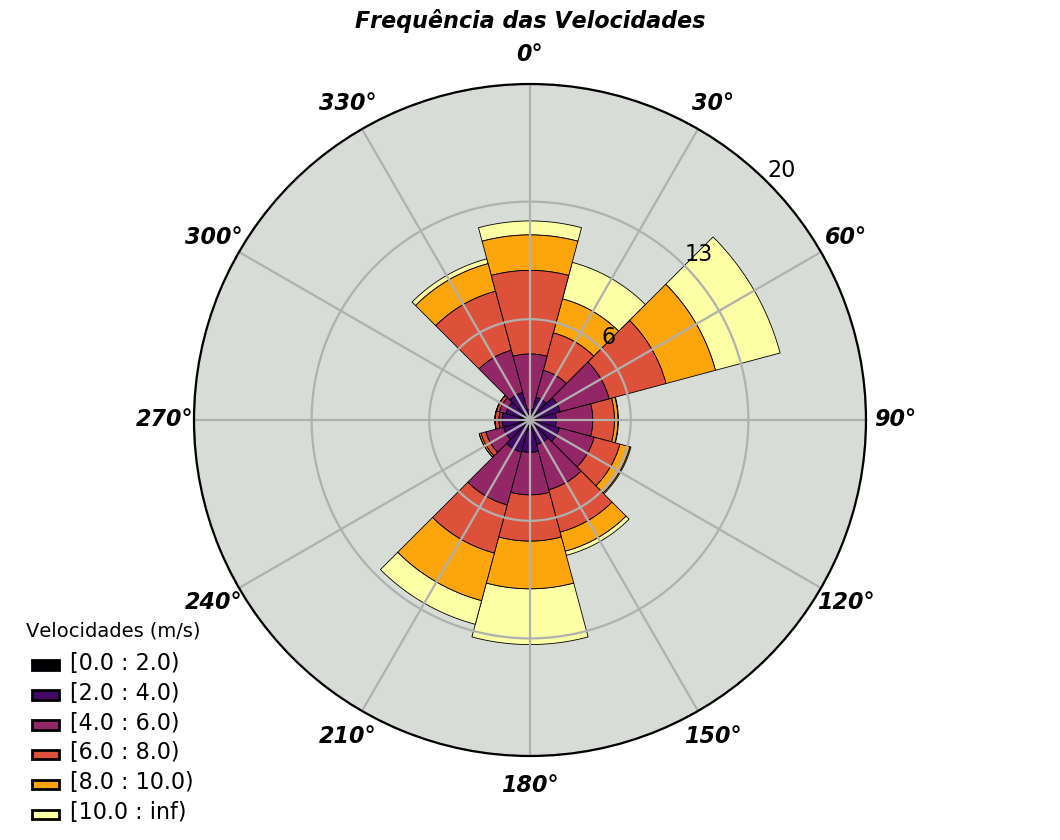 Frequência das Velocidades
0°
330°
30°
20
300°
60°
13
6
270°
90°
240°
120°
210°
150°
180°
Velocidades (m/s)
[0.0 : 2.0)
[2.0 : 4.0)
[4.0 : 6.0)
[6.0 : 8.0)
[8.0 : 10.0)
[10.0 : inf)